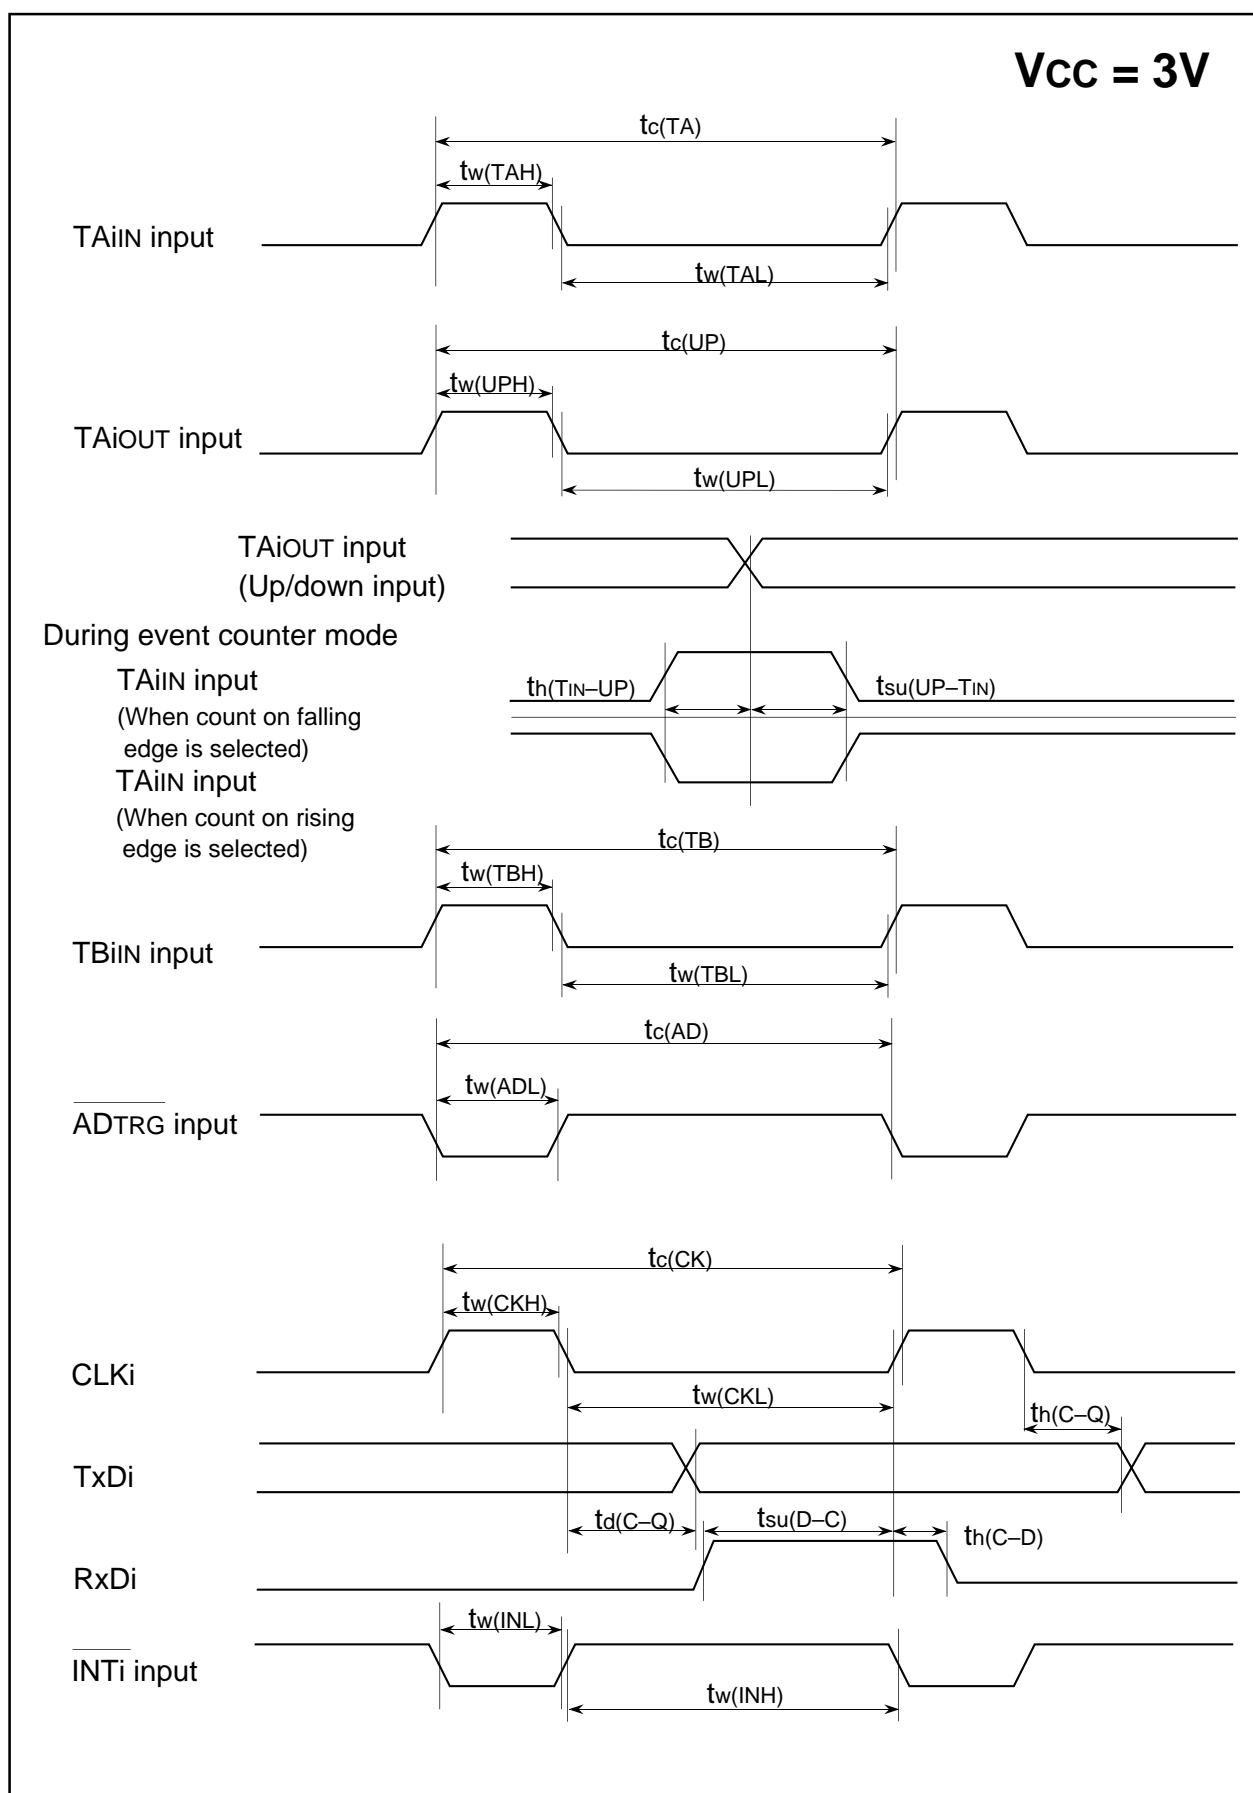 VCC = 3V
tc(TA)
tw(TAH)
TAiIN input
tw(TAL)
tc(UP)
tw(UPH)
TAiOUT input
tw(UPL)
TAiOUT input
(Up/down input)
During event counter mode
TAiIN input
(When count on falling
edge is selected)
th(TIN–UP)
tsu(UP–TIN)
TAiIN input
(When count on rising
edge is selected)
tc(TB)
tw(TBH)
TBiIN input
tw(TBL)
tc(AD)
tw(ADL)
ADTRG input
tc(CK)
tw(CKH)
CLKi
tw(CKL)
th(C–Q)
TxDi
td(C–Q)
tsu(D–C)
th(C–D)
RxDi
tw(INL)
INTi input
tw(INH)